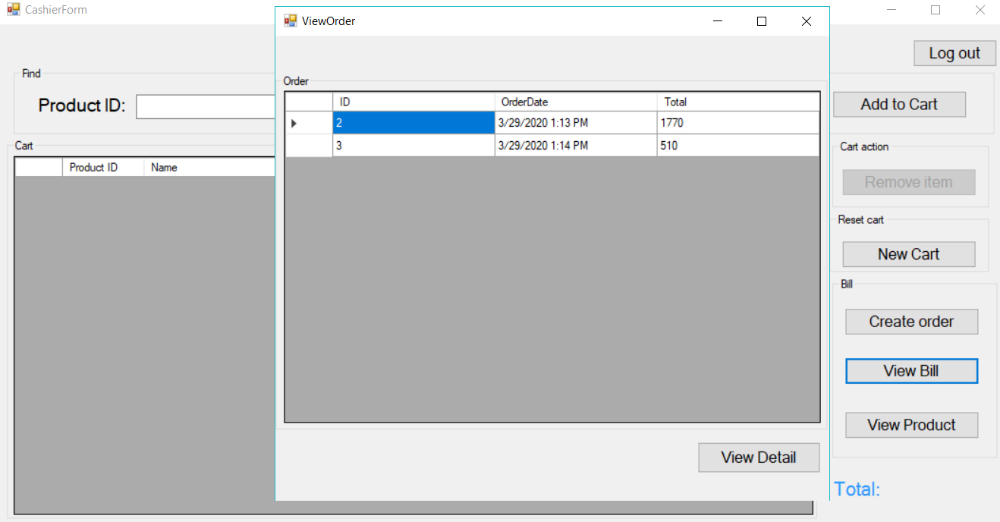 CashierForm
ViewOrder
Log out
Find
Product ID:
Add to Cart
Order
ID OrderDate Total
2 3/29/2020 1:13 PM 1770
3 3/29/2020 1:14 PM 510
Cart
Product ID Name
Cart action
Remove item
Reset cart
New Cart
Bill
Create order
View Bill
View Product
View Detail
Total: